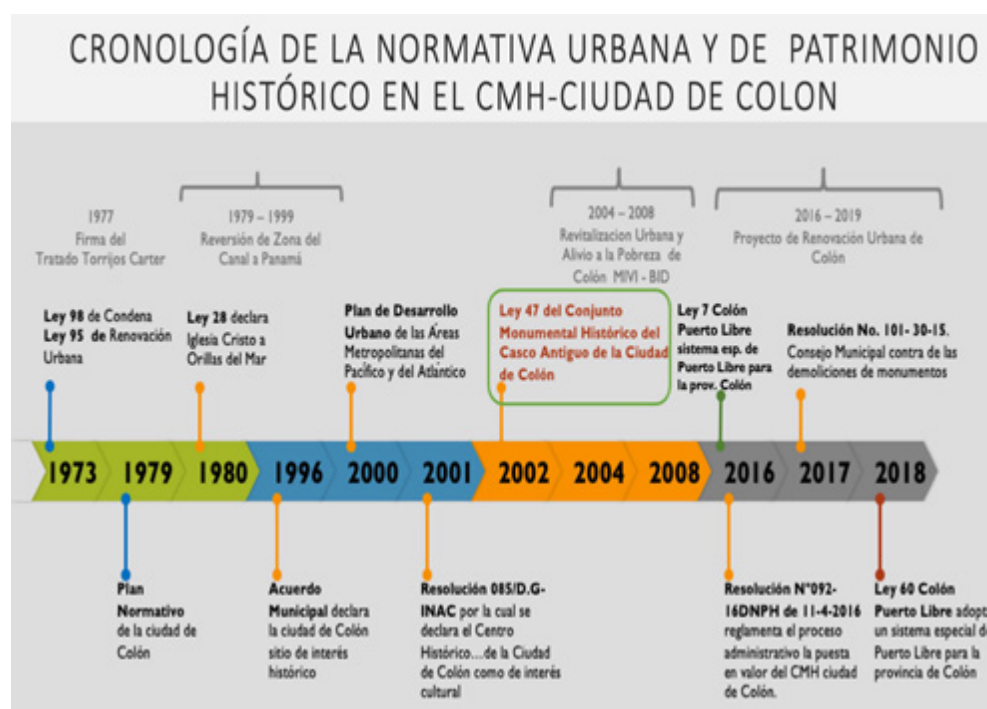 CRONOLOGÍA DE LA NORMATIVA URBANA Y DE PATRIMONIO
HISTÓRICO EN EL CMH-CIUDAD DE COLON
1977
Firma del
Tratado Torrijos Carter
1979 – 1999
Reversión de Zona del
Canal a Panamá
2004 – 2008
Revitalizacion Urbana y
Alivio a la Pobreza de
Colón MIVI - BID
2016 – 2019
Proyecto de Renovación Urbana de
Colón
Ley 98 de Condena
Ley 95 de Renovación
Urbana
Ley 28 declara
Iglesia Cristo a
Orillas del Mar
Plan de Desarrollo
Urbano de las Áreas
Metropolitanas del
Pacífico y del Atlántico
Ley 47 del Conjunto
Monumental Histórico del
Casco Antiguo de la Ciudad
de Colón
Ley 7 Colón
Puerto Libre
sistema esp. de
Puerto Libre para
la prov. Colón
Resolución No. 101- 30-15.
Consejo Municipal contra de las
demoliciones de monumentos
1973 1979 1980 1996 2000 2001 2002 2004 2008 2016 2017 2018
Plan
Normativo
de la ciudad de
Colón
Acuerdo
Municipal declara
la ciudad de Colón
sitio de interés
histórico
Resolución 085/D.G-
INAC por la cual se
declara el Centro
Histórico...de la Ciudad
de Colón como de interés
cultural
Resolución N°092-
16DNPH de 11-4-2016
reglamenta el proceso
administrativo la puesta
en valor del CMH ciudad
de Colón.
Ley 60 Colón
Puerto Libre adopt
un sistema especial d
Puerto Libre para la
provincia de Colón